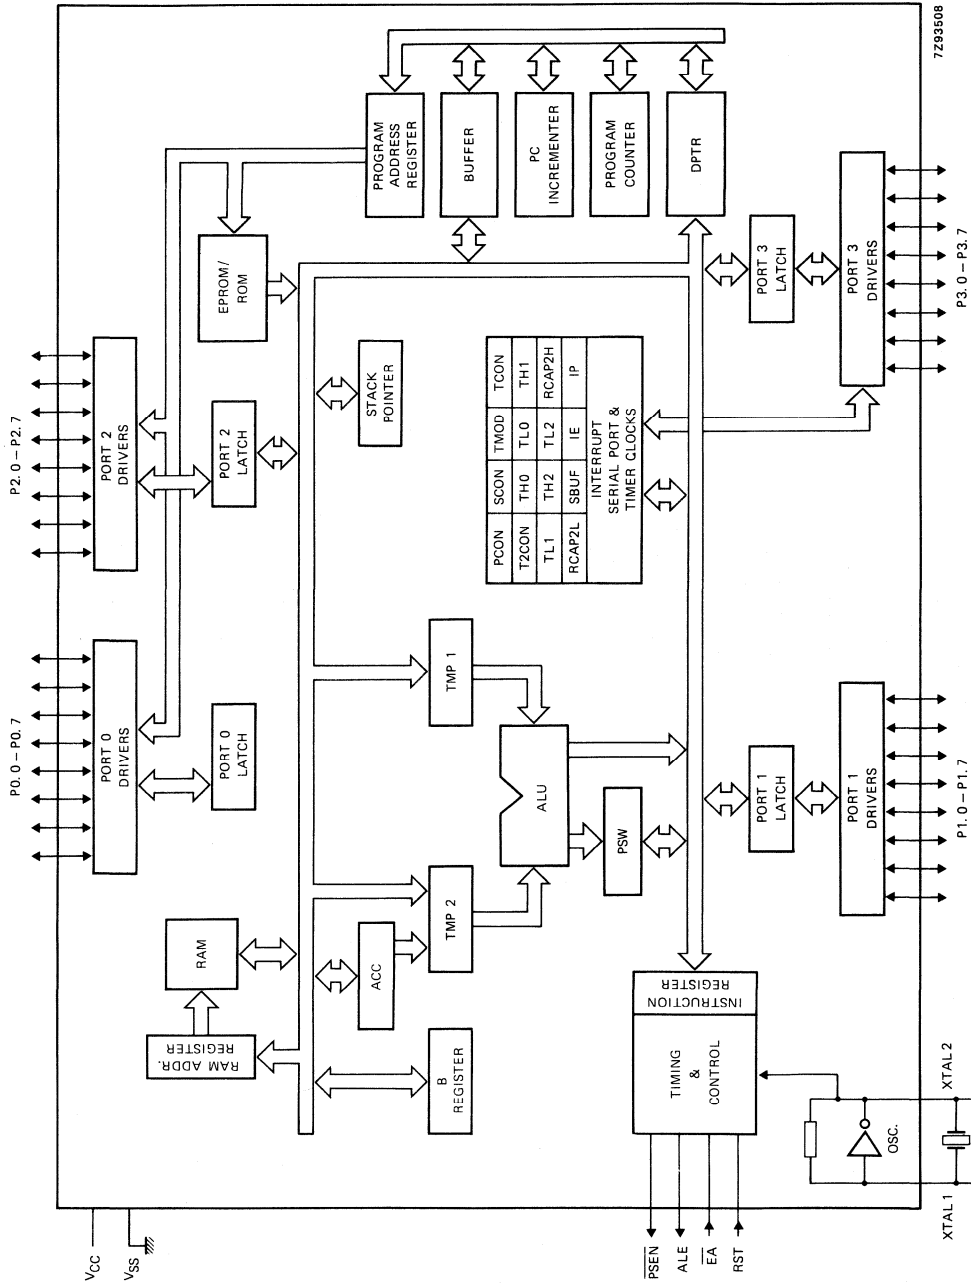 P0.0–P0.7
P2.0–P2.7
VCC
VSS
PORT 0
DRIVERS
PORT 2
DRIVERS
RAM ADDR.
REGISTER
RAM
PORT 0
LATCH
PORT 2
LATCH
EPROM/
ROM
B
REGISTER
ACC
TMP 2
TMP 1
ALU
PSW
STACK
POINTER
PROGRAM
ADDRESS
REGISTER
BUFFER
PC
INCREMENTER
PROGRAM
COUNTER
DPTR
PCON SCON TMOD TCON
T2CON TH0 TL0 TH1
TL1 TH2 TL2 RCAP2H
RCAP2L SBUF IE IP
INTERRUPT
SERIAL PORT &
TIMER CLOCKS
PSEN
ALE
EA
RST
TIMING
&
CONTROL
INSTRUCTION
REGISTER
PORT 1
LATCH
PORT 3
LATCH
PORT 1
DRIVERS
PORT 3
DRIVERS
OSC.
XTAL1
XTAL2
P1.0–P1.7
P3.0–P3.7
7Z93508